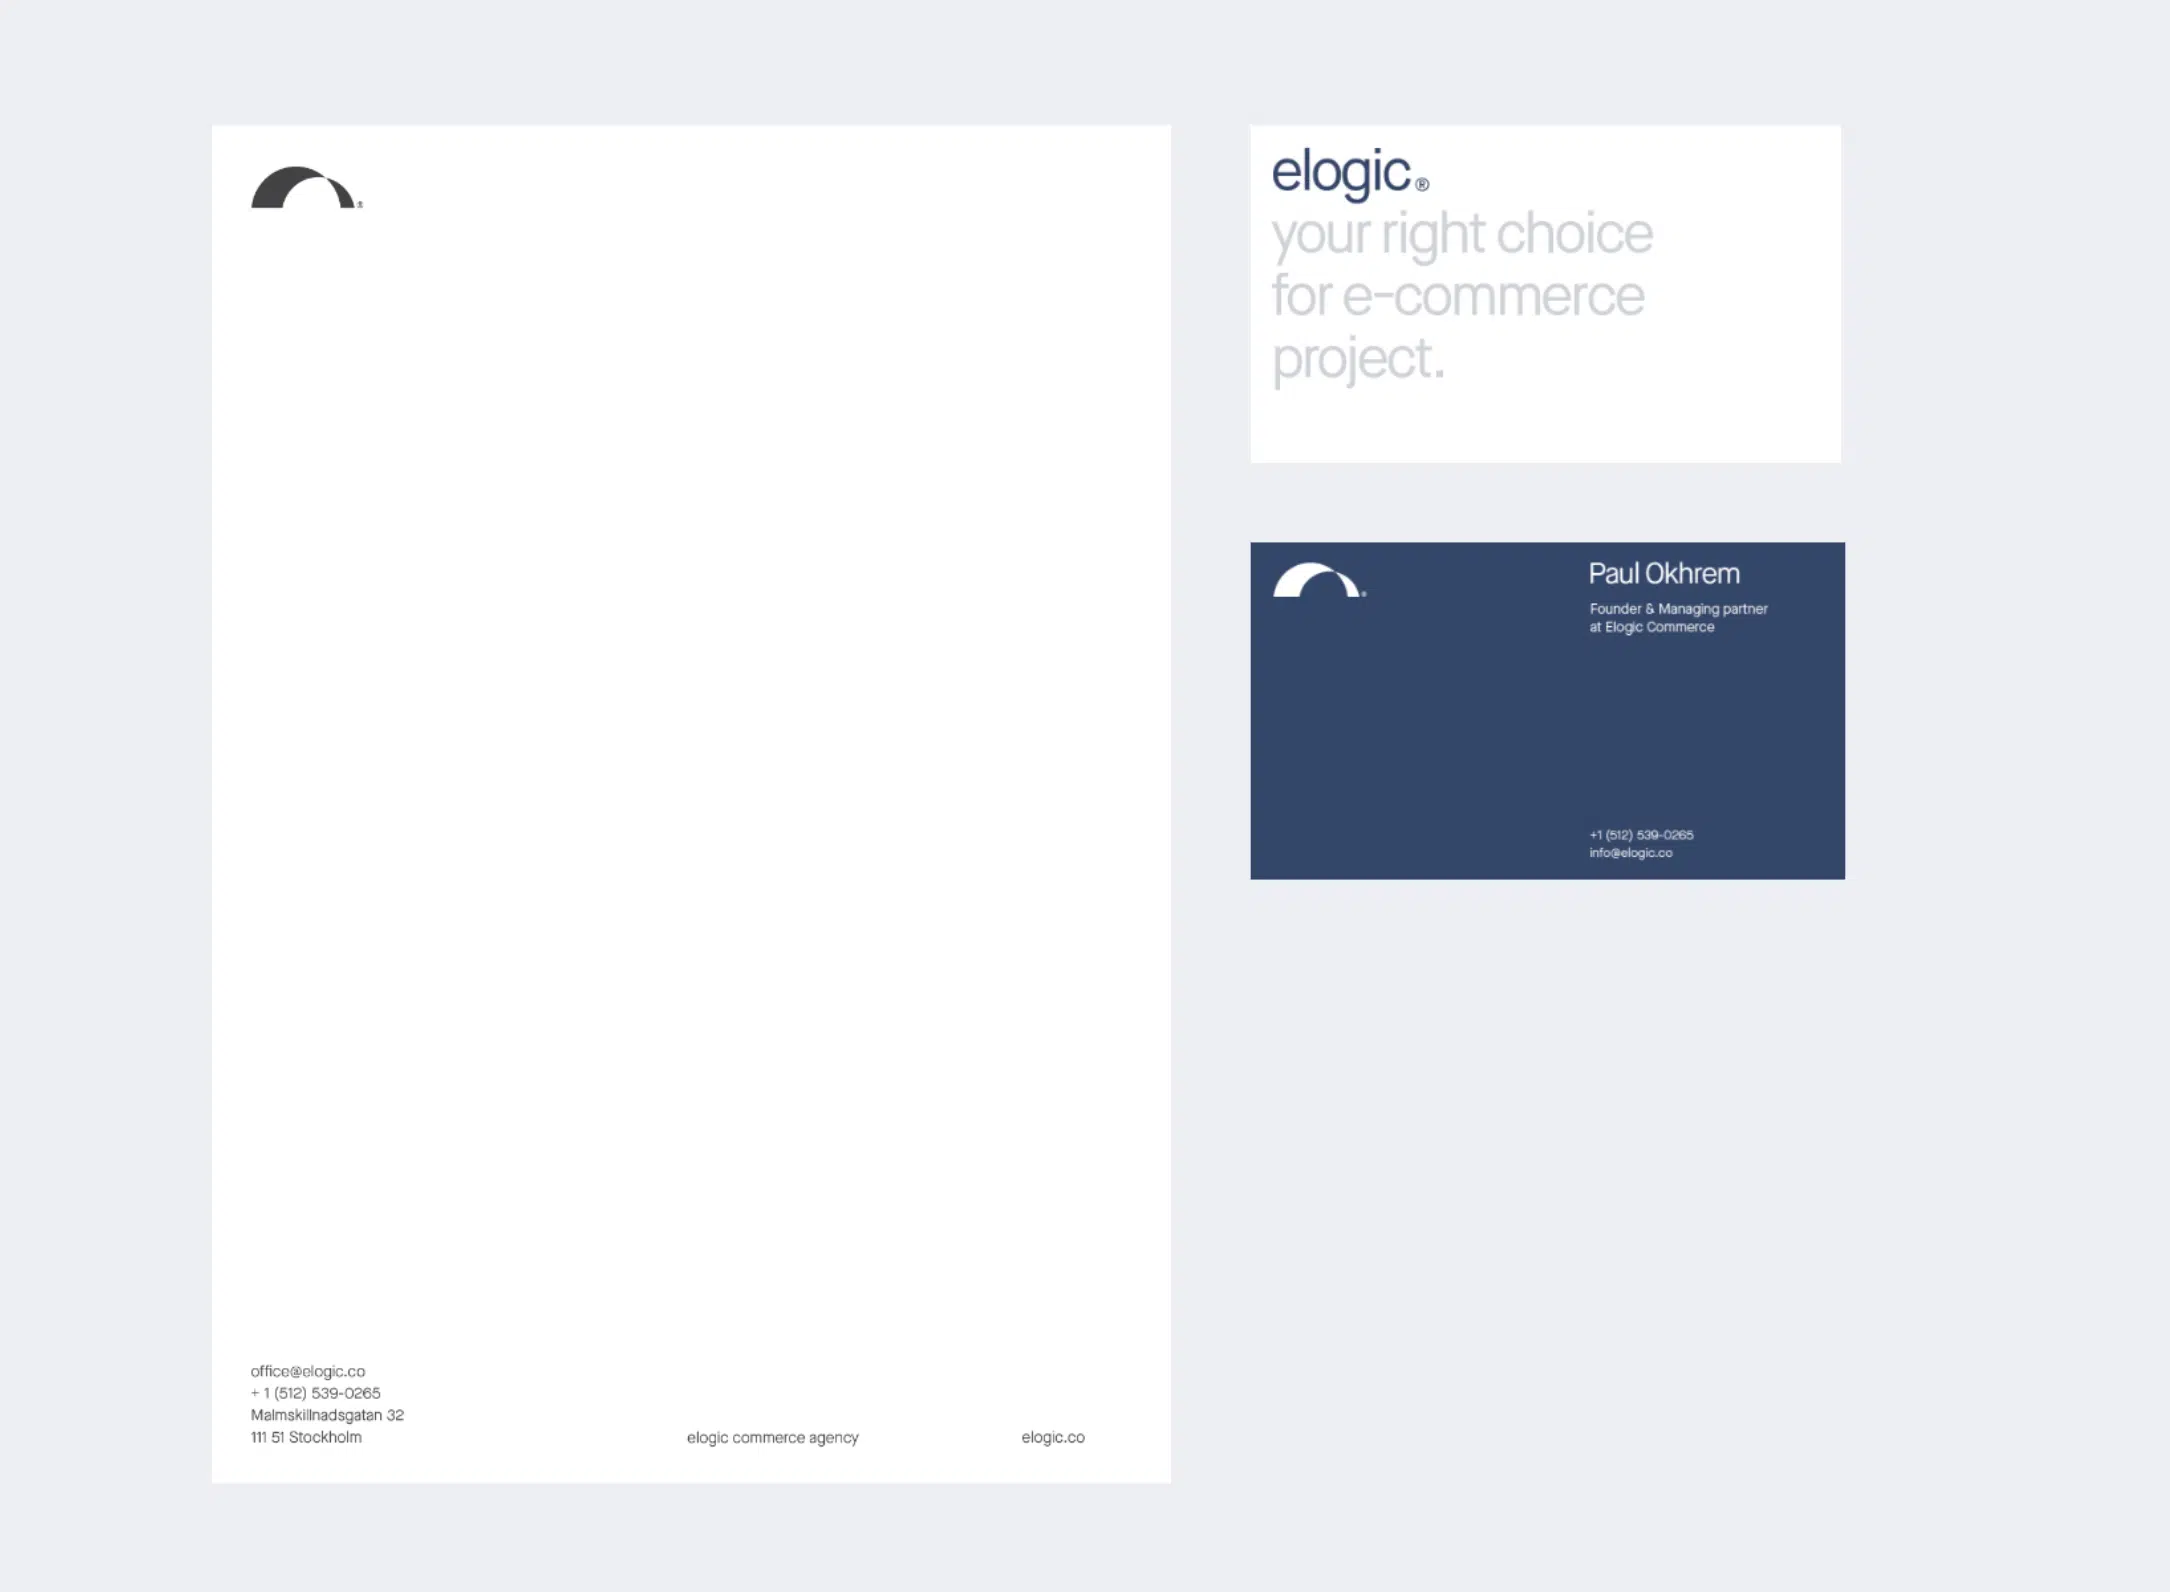 elogic®
your right choice
for e-commerce
project.
Paul Okhrem
Founder & Managing partner
at Elogic Commerce
+1 (512) 539-0265
info@elogic.co
office@elogic.co
+ 1 (512) 539-0265
Malmskillnadsgatan 32
111 51 Stockholm
elogic commerce agency
elogic.co